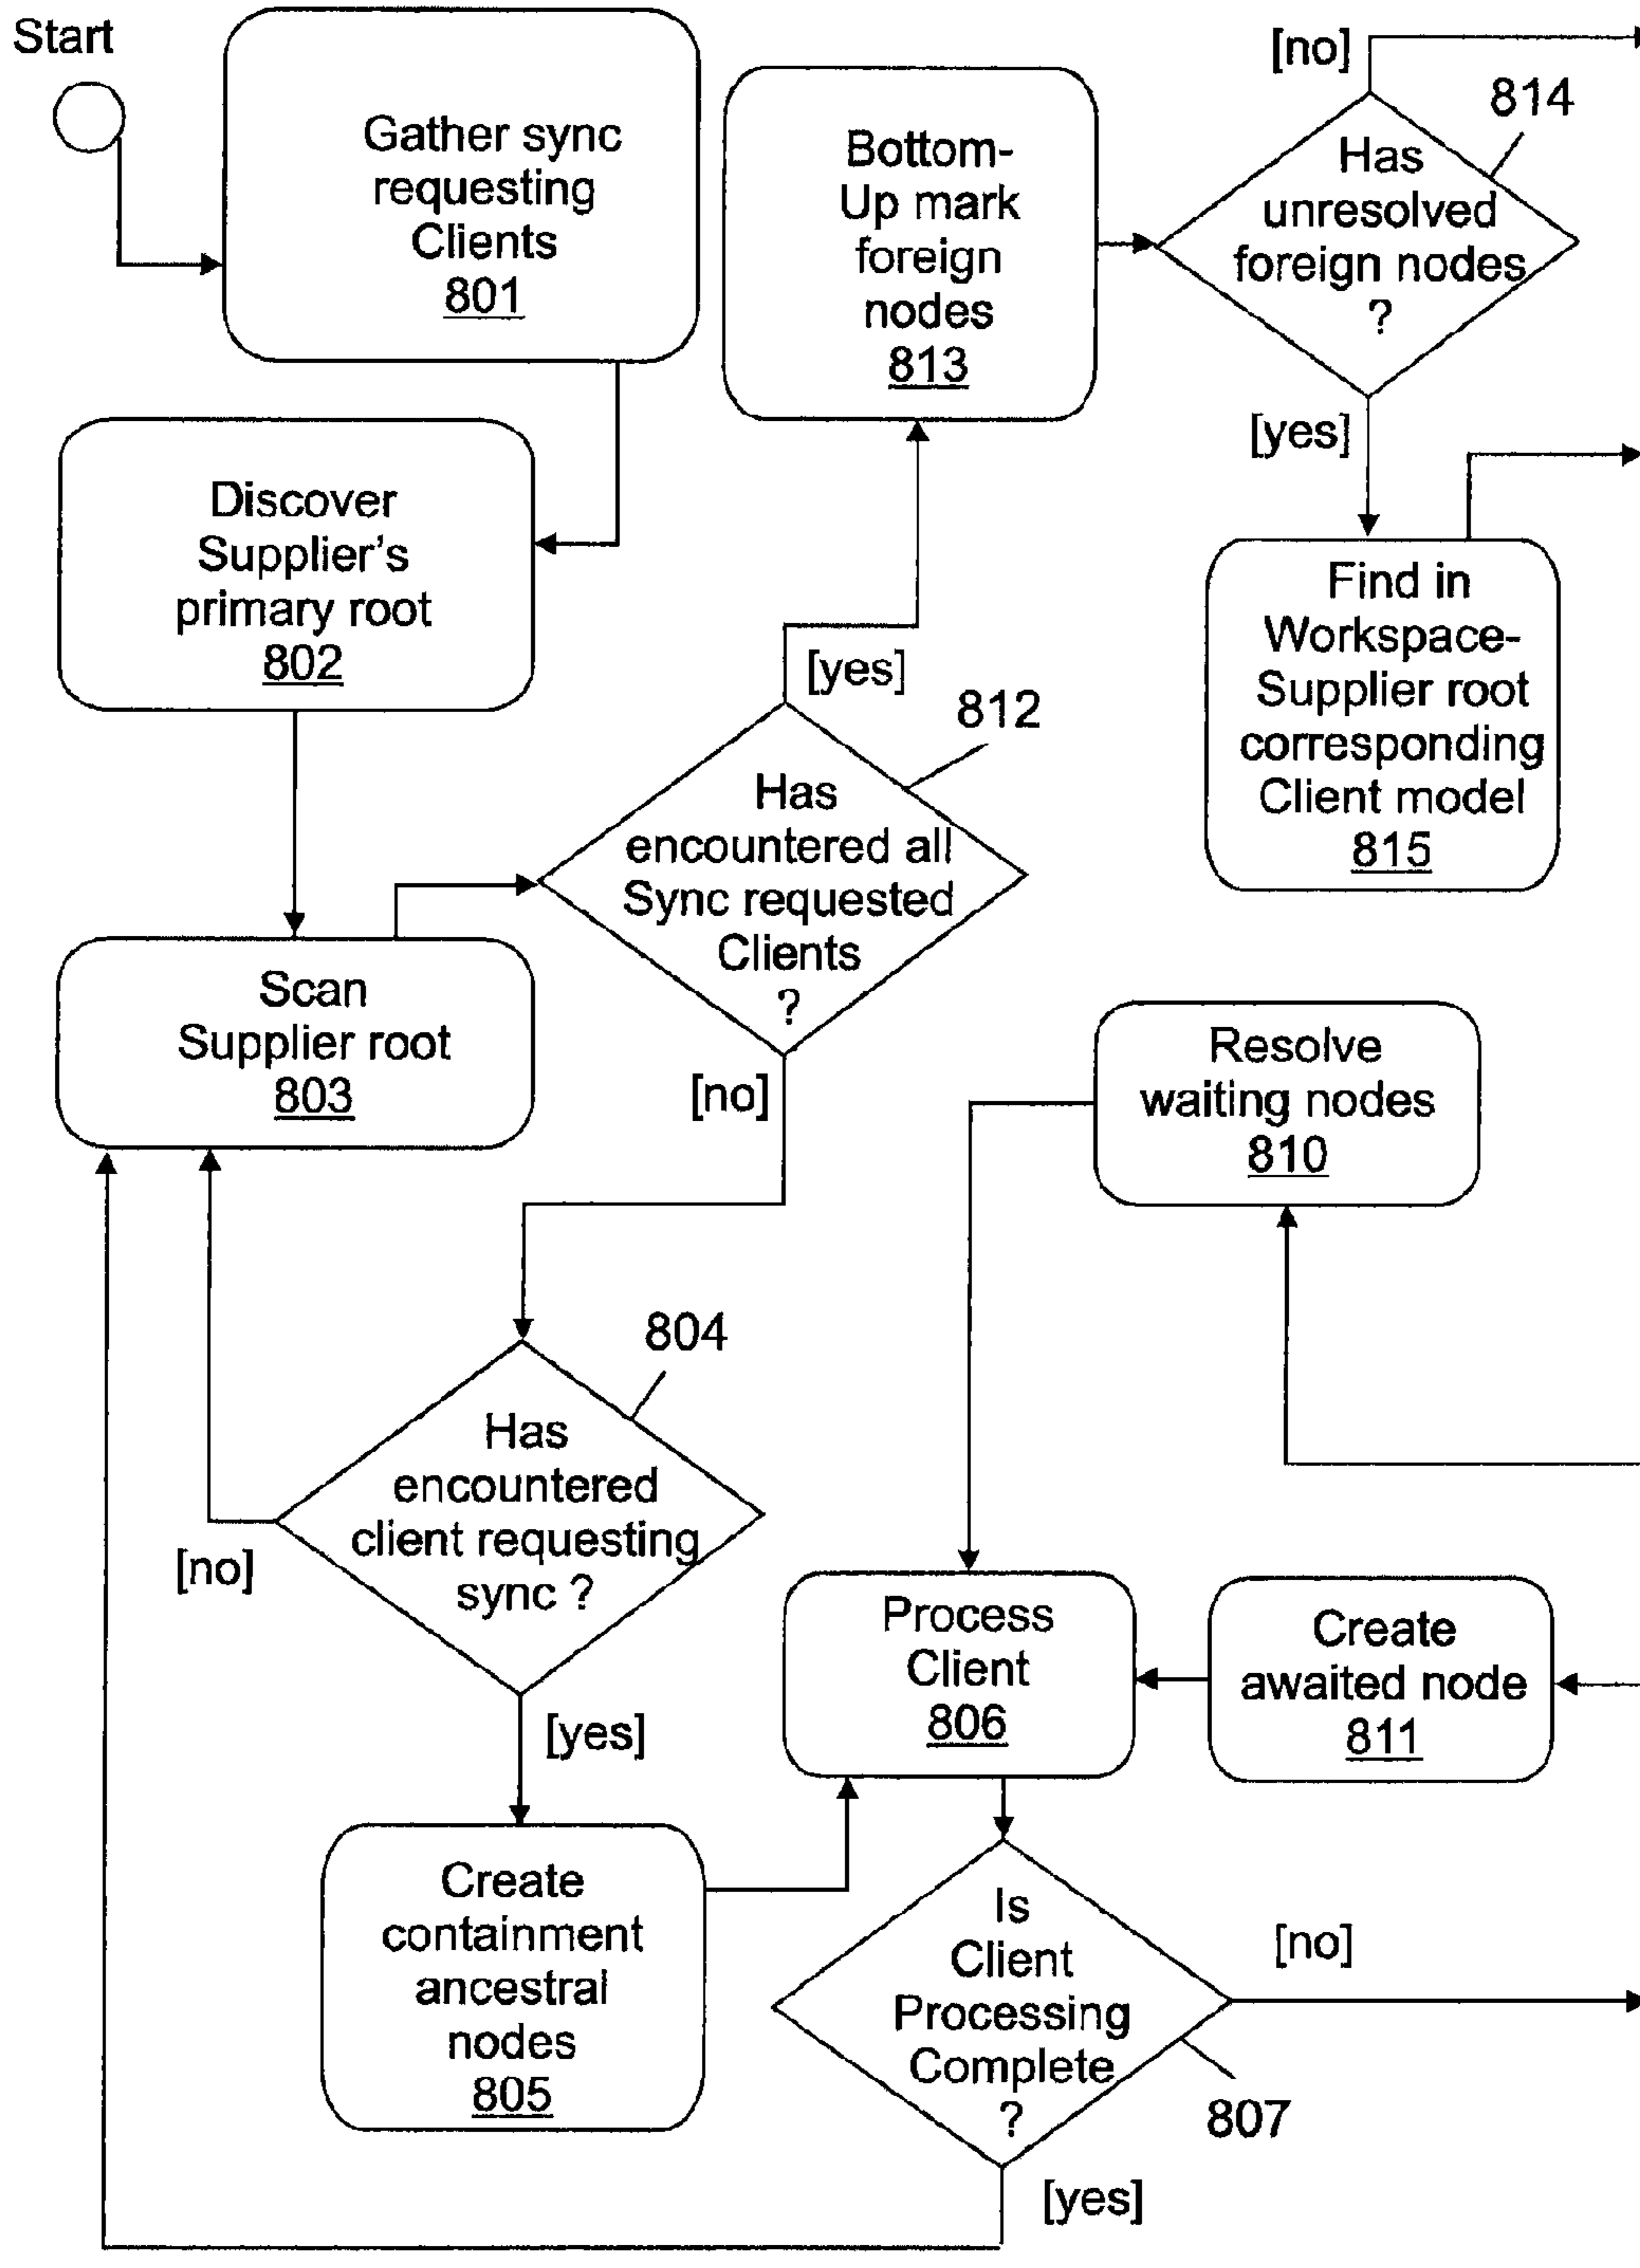 Start
Gather sync
requesting
Clients
801
Discover
Supplier's
primary root
802
Scan
Supplier root
803
Bottom-
Up mark
foreign
nodes
813
[no]
814
Has
unresolved
foreign nodes
?
[yes]
Find in
Workspace-
Supplier root
corresponding
Client model
815
[yes]
812
Has
encountered all
Sync requested
Clients
?
[no]
Resolve
waiting nodes
810
804
Has
encountered
client requesting
sync ?
[no]
[yes]
Process
Client
806
Create
awaited node
811
Create
containment
ancestral
nodes
805
Is
Client
Processing
Complete
?
[no]
807
[yes]